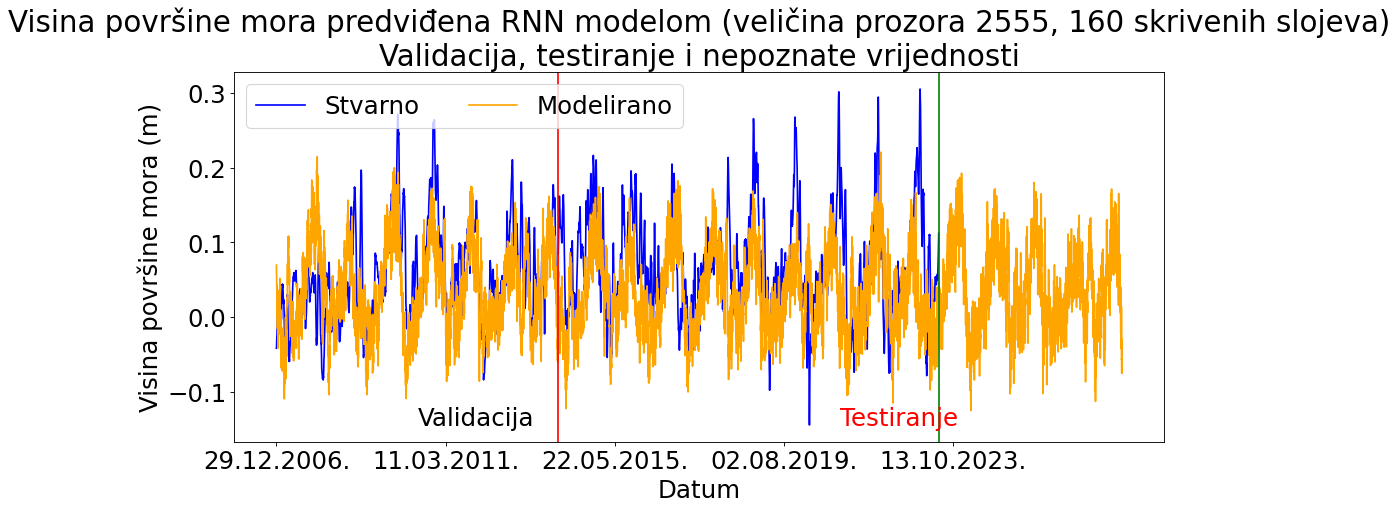 Visina površine mora predviđena RNN modelom (veličina prozora 2555, 160 skrivenih slojeva)
Validacija, testiranje i nepoznate vrijednosti
Stvarno
Modelirano
Visina površine mora (m)
0.3
0.2
0.1
0.0
−0.1
Validacija
Testiranje
29.12.2006.
11.03.2011.
22.05.2015.
02.08.2019.
13.10.2023.
Datum